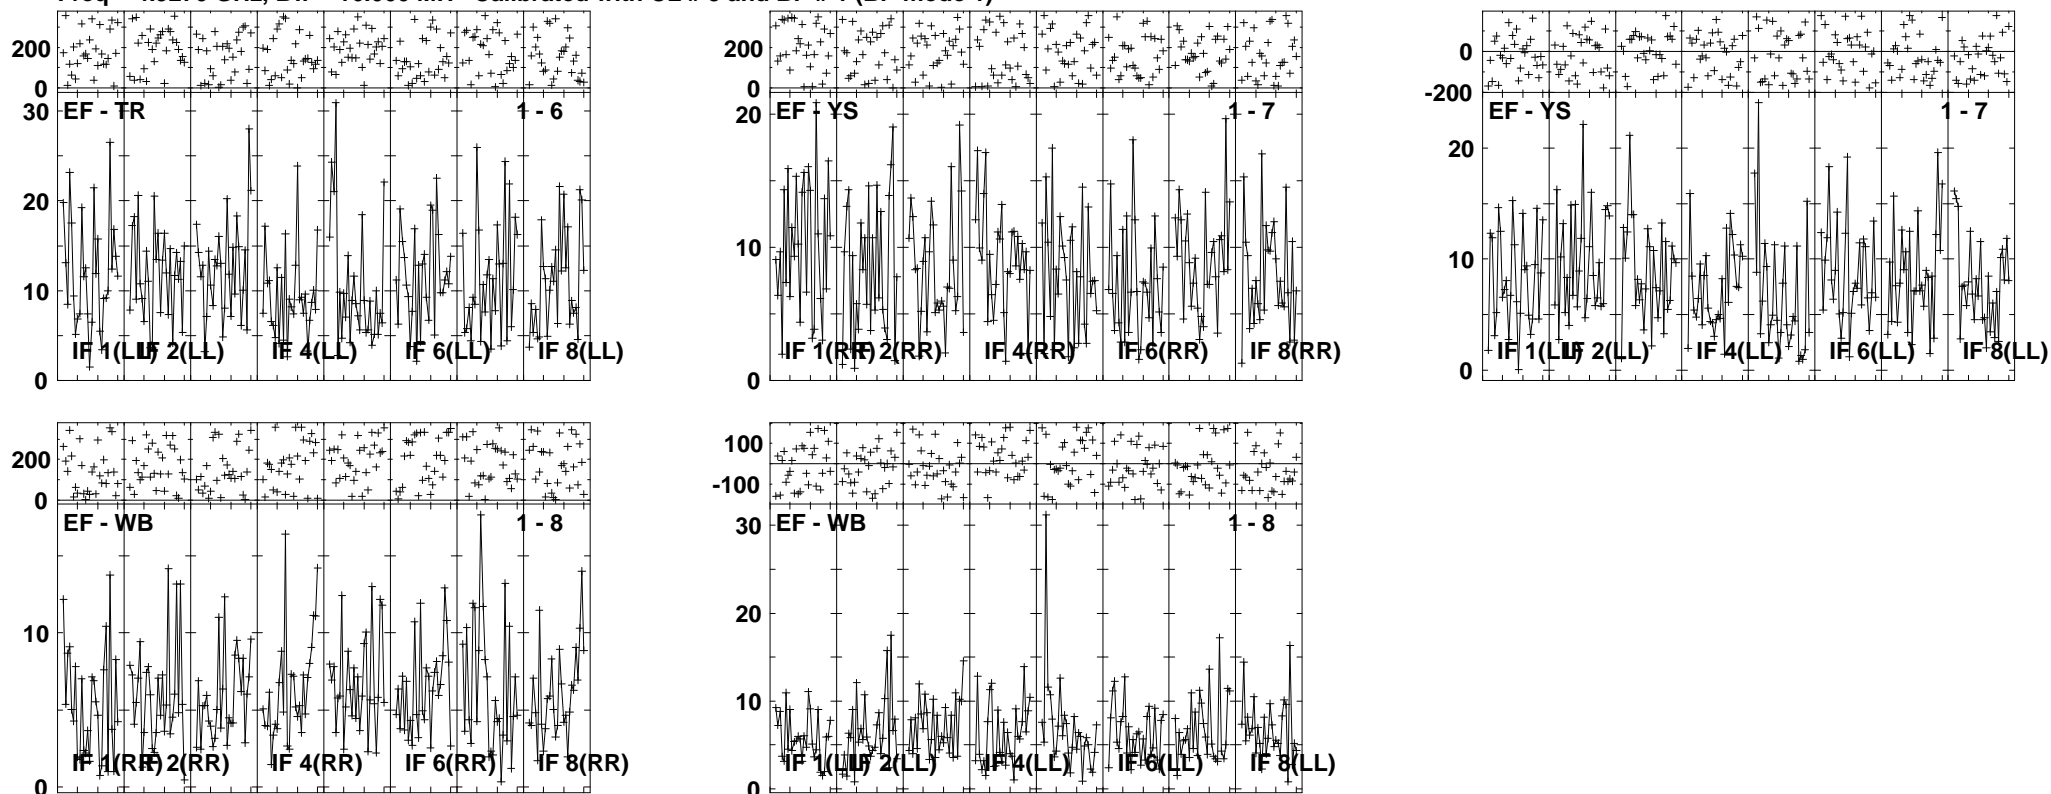 200
0
30
EF - TR
1 - 6
20
10
0
IF 1(LL)
IF 2(LL)
IF 4(LL)
IF 6(LL)
IF 8(LL)
200
0
20
EF - YS
1 - 7
10
0
IF 1(RR)
IF 2(RR)
IF 4(RR)
IF 6(RR)
IF 8(RR)
0
-200
EF - YS
1 - 7
20
10
0
IF 1(LL)
IF 2(LL)
IF 4(LL)
IF 6(LL)
IF 8(LL)
200
0
EF - WB
1 - 8
10
0
IF 1(RR)
IF 2(RR)
IF 4(RR)
IF 6(RR)
IF 8(RR)
100
-100
30
EF - WB
1 - 8
20
10
0
IF 1(LL)
IF 2(LL)
IF 4(LL)
IF 6(LL)
IF 8(LL)